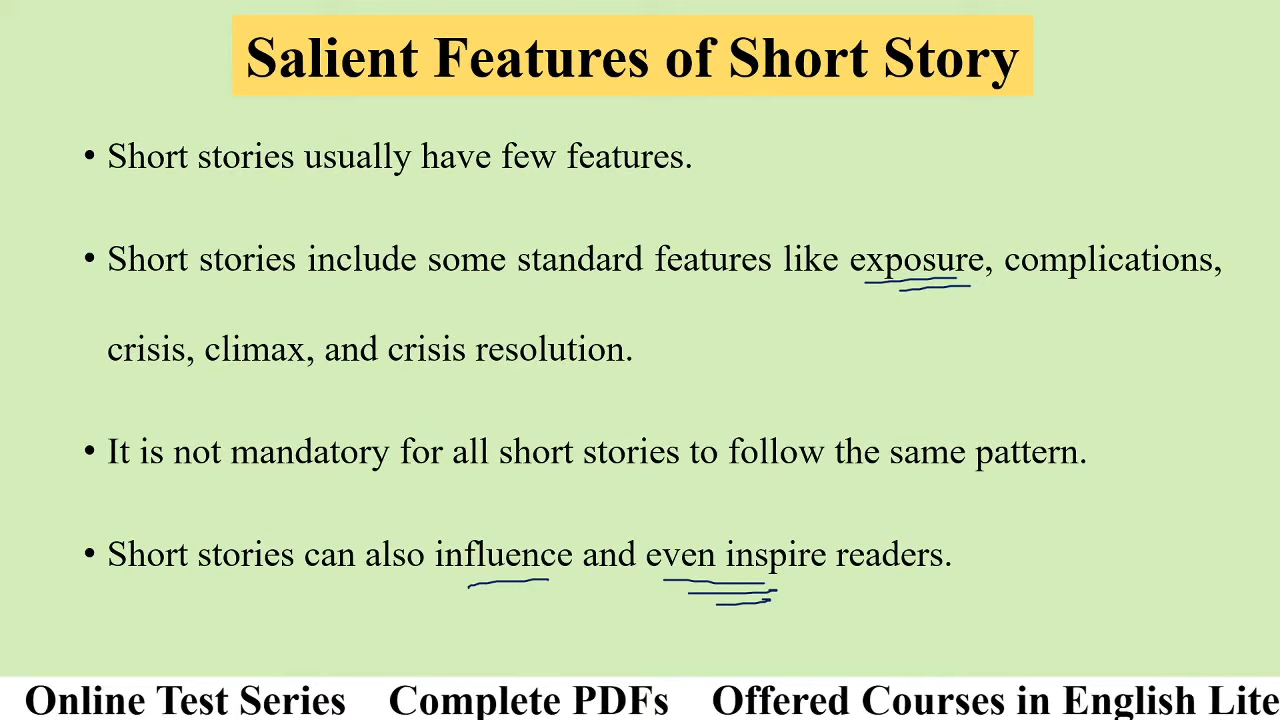 Salient Features of Short Story
• Short stories usually have few features.
• Short stories include some standard features like exposure, complications,
crisis, climax, and crisis resolution.
• It is not mandatory for all short stories to follow the same pattern.
• Short stories can also influence and even inspire readers.
Online Test Series Complete PDFs Offered Courses in English Lite